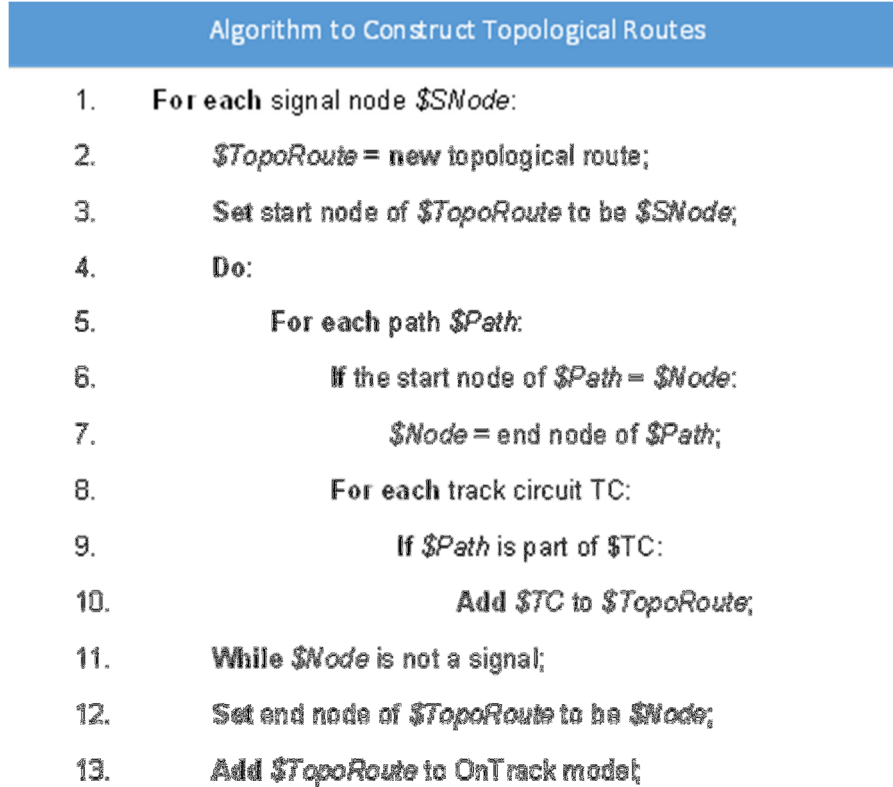 Algorithm to Construct Topological Routes
1. For each signal node $SNode:
2. $TopoRoute = new topological route;
3. Set start node of $TopoRoute to be $SNode;
4. Do:
5. For each path $Path:
6. If the start node of $Path = $Node:
7. $Node = end node of $Path;
8. For each track circuit TC:
9. If $Path is part of $TC:
10. Add $TC to $TopoRoute;
11. While $Node is not a signal;
12. Set end node of $TopoRoute to be $Node;
13. Add $TopoRoute to OnTrack model;